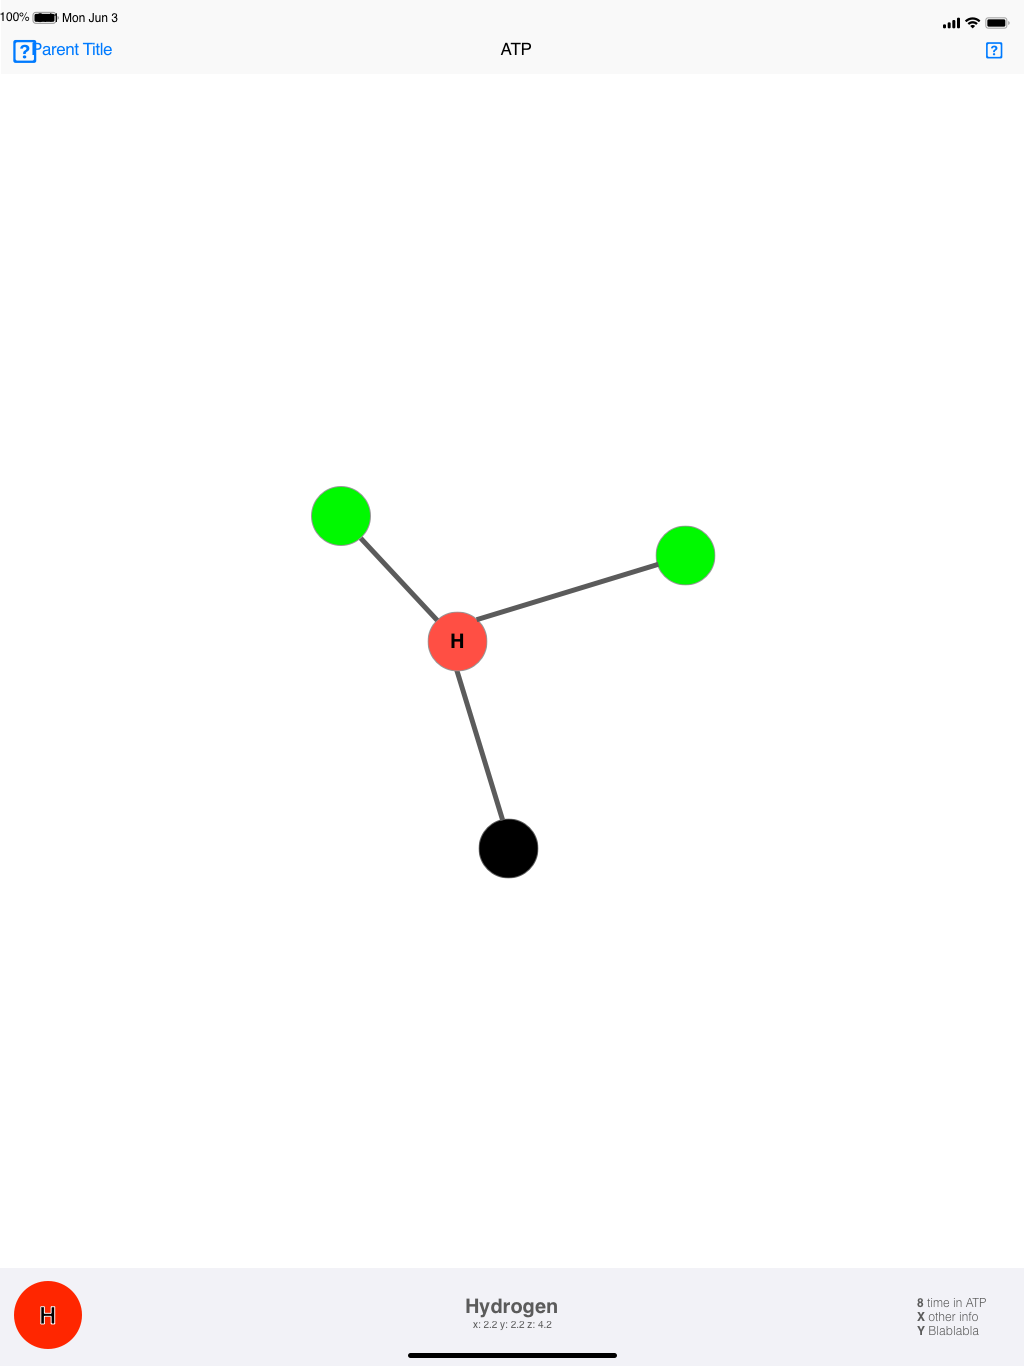 100% Mon Jun 3
Parent Title
ATP
H
H
Hydrogen
x: 2.2 y: 2.2 z: 4.2
8 time in ATP
X other info
Y Blablabla